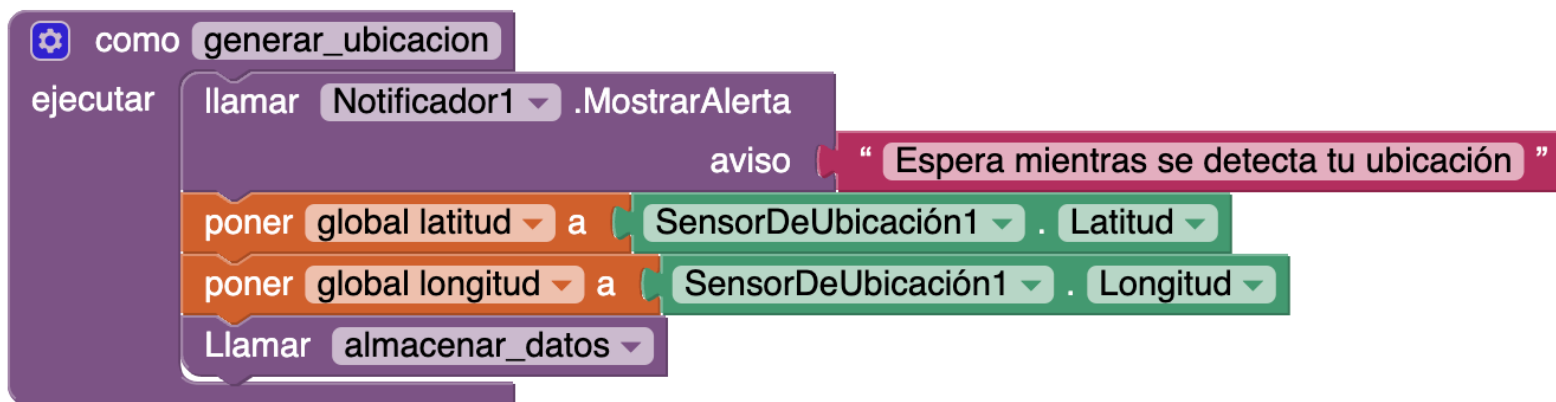 como generar_ubicacion
ejecutar llamar Notificador1 .MostrarAlerta
aviso “ Espera mientras se detecta tu ubicación ”
poner global latitud a SensorDeUbicación1 . Latitud
poner global longitud a SensorDeUbicación1 . Longitud
Llamar almacenar_datos